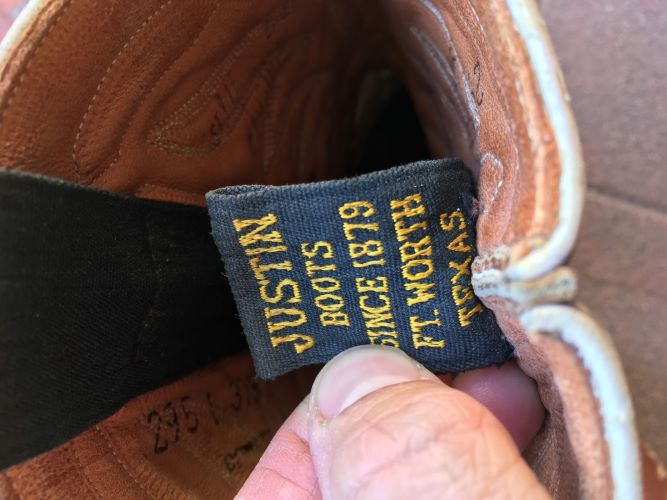 JUSTIN
BOOTS
SINCE 1879
FT. WORTH
TEXAS